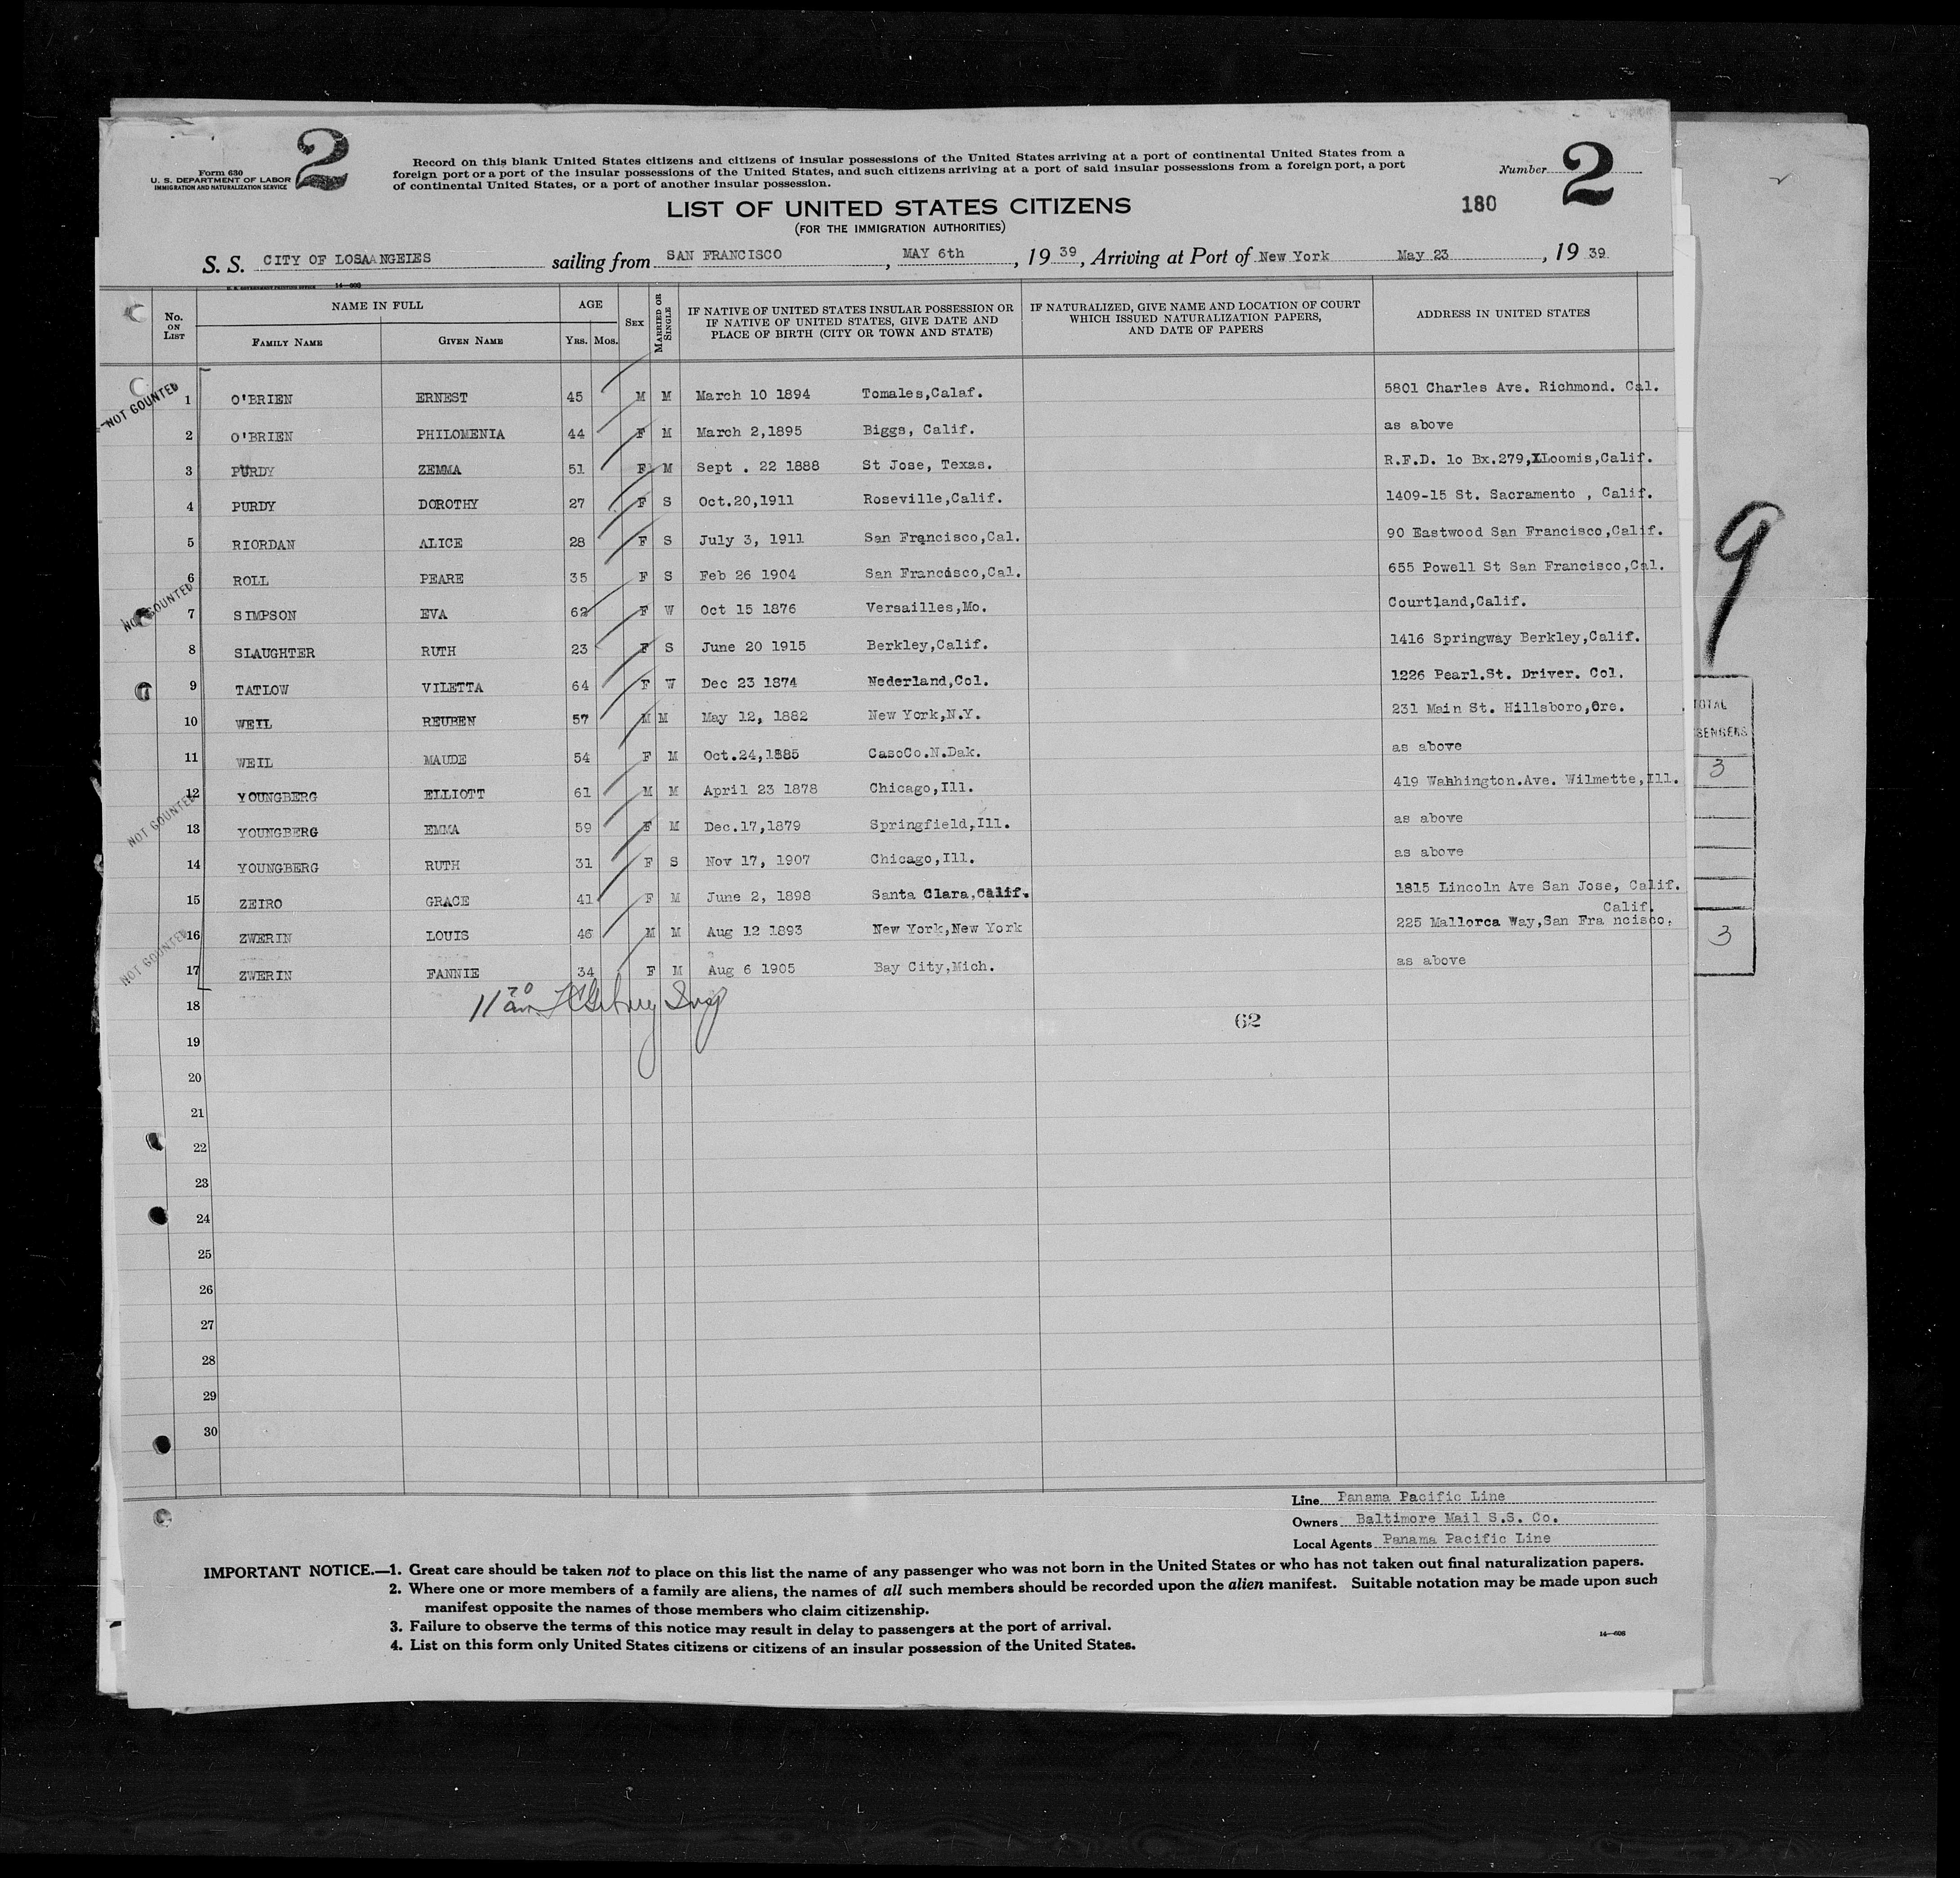 Form 630
U. S. DEPARTMENT OF LABOR
IMMIGRATION AND NATURALIZATION SERVICE
2
Record on this blank United States citizens and citizens of insular possessions of the United States arriving at a port of continental United States from a
foreign port or a port of the insular possessions of the United States, and such citizens arriving at a port of said insular possessions from a foreign port, a port
of continental United States, or a port of another insular possession.
Number 2
180
LIST OF UNITED STATES CITIZENS
(FOR THE IMMIGRATION AUTHORITIES)
S. S. CITY OF LOSAANGELES sailing from SAN FRANCISCO, MAY 6th, 19 39, Arriving at Port of New York May 23, 19 39
U. S. GOVERNMENT PRINTING OFFICE 14—608
No. ON LIST
NAME IN FULL
FAMILY NAME
GIVEN NAME
AGE
YRS. MOS.
SEX
MARRIED OR SINGLE
IF NATIVE OF UNITED STATES INSULAR POSSESSION OR
IF NATIVE OF UNITED STATES, GIVE DATE AND
PLACE OF BIRTH (CITY OR TOWN AND STATE)
IF NATURALIZED, GIVE NAME AND LOCATION OF COURT
WHICH ISSUED NATURALIZATION PAPERS,
AND DATE OF PAPERS
ADDRESS IN UNITED STATES
NOT COUNTED
1 O'BRIEN ERNEST 45 M M March 10 1894 Tomales,Calaf. 5801 Charles Ave. Richmond. Cal.
2 O'BRIEN PHILOMENIA 44 F M March 2,1895 Biggs, Calif. as above
3 PURDY ZEMMA 51 F M Sept . 22 1888 St Jose, Texas. R.F.D. 1o Bx.279,XLoomis,Calif.
4 PURDY DOROTHY 27 F S Oct.20,1911 Roseville,Calif. 1409-15 St. Sacramento , Calif.
5 RIORDAN ALICE 28 F S July 3, 1911 San Francisco,Cal. 90 Eastwood San Francisco,Calif.
6 ROLL PEARE 35 F S Feb 26 1904 San Francisco,Cal. 655 Powell St San Francisco,Cal.
NOT COUNTED
7 SIMPSON EVA 62 F W Oct 15 1876 Versailles,Mo. Courtland,Calif.
8 SLAUGHTER RUTH 23 F S June 20 1915 Berkley,Calif. 1416 Springway Berkley,Calif.
9 TATLOW VILETTA 64 F W Dec 23 1874 Nederland,Col. 1226 Pearl.St. Driver. Col.
10 WEIL REUBEN 57 M M May 12, 1882 New York,N.Y. 231 Main St. Hillsboro,Ore.
11 WEIL MAUDE 54 F M Oct.24,1885 CasoCo.N.Dak. as above
12 YOUNGBERG ELLIOTT 61 M M April 23 1878 Chicago,Ill. 419 Wahhington.Ave. Wilmette,Ill.
NOT COUNTED
13 YOUNGBERG EMMA 59 F M Dec.17,1879 Springfield,Ill. as above
14 YOUNGBERG RUTH 31 F S Nov 17, 1907 Chicago,Ill. as above
15 ZEIRO GRACE 41 F M June 2, 1898 Santa Clara,Calif. 1815 Lincoln Ave San Jose, Calif.
Calif.
16 ZWERIN LOUIS 46 M M Aug 12 1893 New York,New York 225 Mallorca Way,San Fra ncisco,
NOT COUNTED
17 ZWERIN FANNIE 34 F M Aug 6 1905 Bay City,Mich. as above
18
19
62
20
21
22
23
24
25
26
27
28
29
30
9
TOTAL
3
3
Line Panama Pacific Line
Owners Baltimore Mail S.S. Co.
Local Agents Panama Pacific Line
IMPORTANT NOTICE.—1. Great care should be taken not to place on this list the name of any passenger who was not born in the United States or who has not taken out final naturalization papers.
2. Where one or more members of a family are aliens, the names of all such members should be recorded upon the alien manifest. Suitable notation may be made upon such
manifest opposite the names of those members who claim citizenship.
3. Failure to observe the terms of this notice may result in delay to passengers at the port of arrival.
4. List on this form only United States citizens or citizens of an insular possession of the United States.
14—608